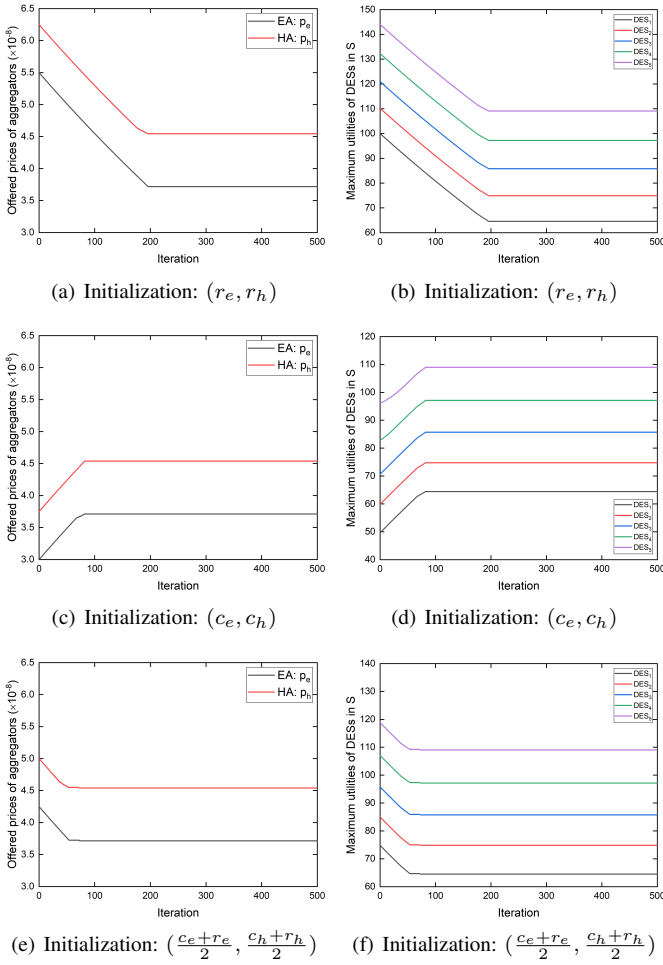 Offered prices of aggregators (×10⁻⁸)
6.5
6.0
5.5
5.0
4.5
4.0
3.5
3.0
EA: pₑ
HA: pₕ
0 100 200 300 400 500
Iteration
(a) Initialization: (rₑ, rₕ)
Maximum utilities of DESs in S
150
140
130
120
110
100
90
80
70
60
DES₁
DES₂
DES₃
DES₄
DES₅
0 100 200 300 400 500
Iteration
(b) Initialization: (rₑ, rₕ)
Offered prices of aggregators (×10⁻⁸)
6.5
6.0
5.5
5.0
4.5
4.0
3.5
3.0
EA: pₑ
HA: pₕ
0 100 200 300 400 500
Iteration
(c) Initialization: (cₑ, cₕ)
Maximum utilities of DESs in S
120
110
100
90
80
70
60
50
40
DES₁
DES₂
DES₃
DES₄
DES₅
0 100 200 300 400 500
Iteration
(d) Initialization: (cₑ, cₕ)
Offered prices of aggregators (×10⁻⁸)
6.5
6.0
5.5
5.0
4.5
4.0
3.5
3.0
EA: pₑ
HA: pₕ
0 100 200 300 400 500
Iteration
(e) Initialization: ((cₑ+rₑ)/2, (cₕ+rₕ)/2)
Maximum utilities of DESs in S
140
130
120
110
100
90
80
70
60
DES₁
DES₂
DES₃
DES₄
DES₅
0 100 200 300 400 500
Iteration
(f) Initialization: ((cₑ+rₑ)/2, (cₕ+rₕ)/2)